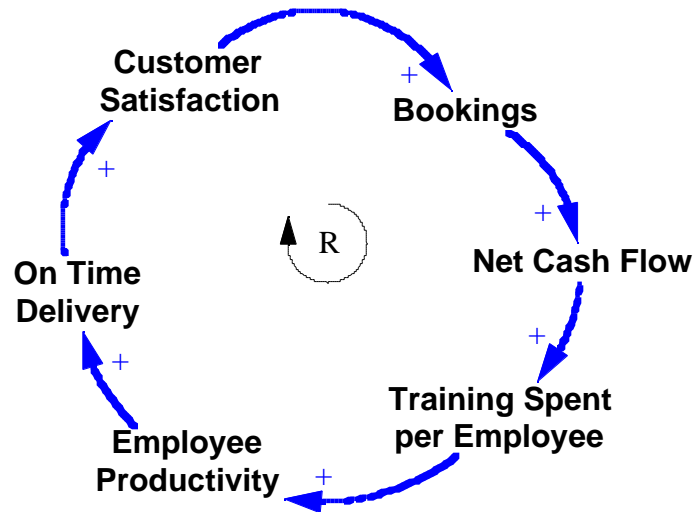 Customer
Satisfaction
+
Bookings
+
Net Cash Flow
+
Training Spent
per Employee
+
Employee
Productivity
+
On Time
Delivery
+
R